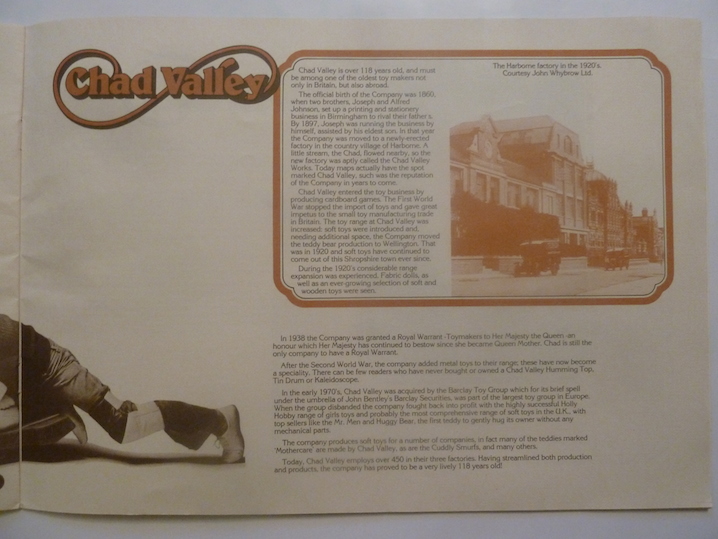 Chad Valley
Chad Valley is over 118 years old, and must
be among one of the oldest toy makers not
only in Britain, but also abroad.
The official birth of the Company was 1860,
when two brothers, Joseph and Alfred
Johnson, set up a printing and stationery
business in Birmingham to rival their father's.
By 1897, Joseph was running the business by
himself, assisted by his eldest son. In that year
the Company was moved to a newly-erected
factory in the country village of Harborne. A
little stream, the Chad, flowed nearby, so the
new factory was aptly called the Chad Valley
Works. Today maps actually have the spot
marked Chad Valley, such was the reputation
of the Company in years to come.
Chad Valley entered the toy business by
producing cardboard games. The First World
War stopped the import of toys and gave great
impetus to the small toy manufacturing trade
in Britain. The toy range at Chad Valley was
increased: soft toys were introduced and,
needing additional space, the Company moved
the teddy bear production to Wellington. That
was in 1920 and soft toys have continued to
come out of this Shropshire town ever since.
During the 1920's considerable range
expansion was experienced. Fabric dolls, as
well as an ever-growing selection of soft and
wooden toys were seen.
The Harborne factory in the 1920's.
Courtesy John Whybrow Ltd.
In 1938 the Company was granted a Royal Warrant -Toymakers to Her Majesty the Queen -an
honour which Her Majesty has continued to bestow since she became Queen Mother. Chad is still the
only company to have a Royal Warrant.
After the Second World War, the company added metal toys to their range; these have now become
a speciality. There can be few readers who have never bought or owned a Chad Valley Humming Top,
Tin Drum or Kaleidoscope.
In the early 1970's, Chad Valley was acquired by the Barclay Toy Group which for its brief spell
under the umbrella of John Bentley's Barclay Securities, was part of the largest toy group in Europe.
When the group disbanded the company fought back into profit with the highly successful Holly
Hobby range of girls toys and probably the most comprehensive range of soft toys in the U.K., with
top sellers like the Mr. Men and Huggy Bear, the first teddy to gently hug its owner without any
mechanical parts.
The company produces soft toys for a number of companies, in fact many of the teddies marked
'Mothercare' are made by Chad Valley, as are the Cuddly Smurfs, and many others.
Today, Chad Valley employs over 450 in their three factories. Having streamlined both production
and products, the company has proved to be a very lively 118 years old!